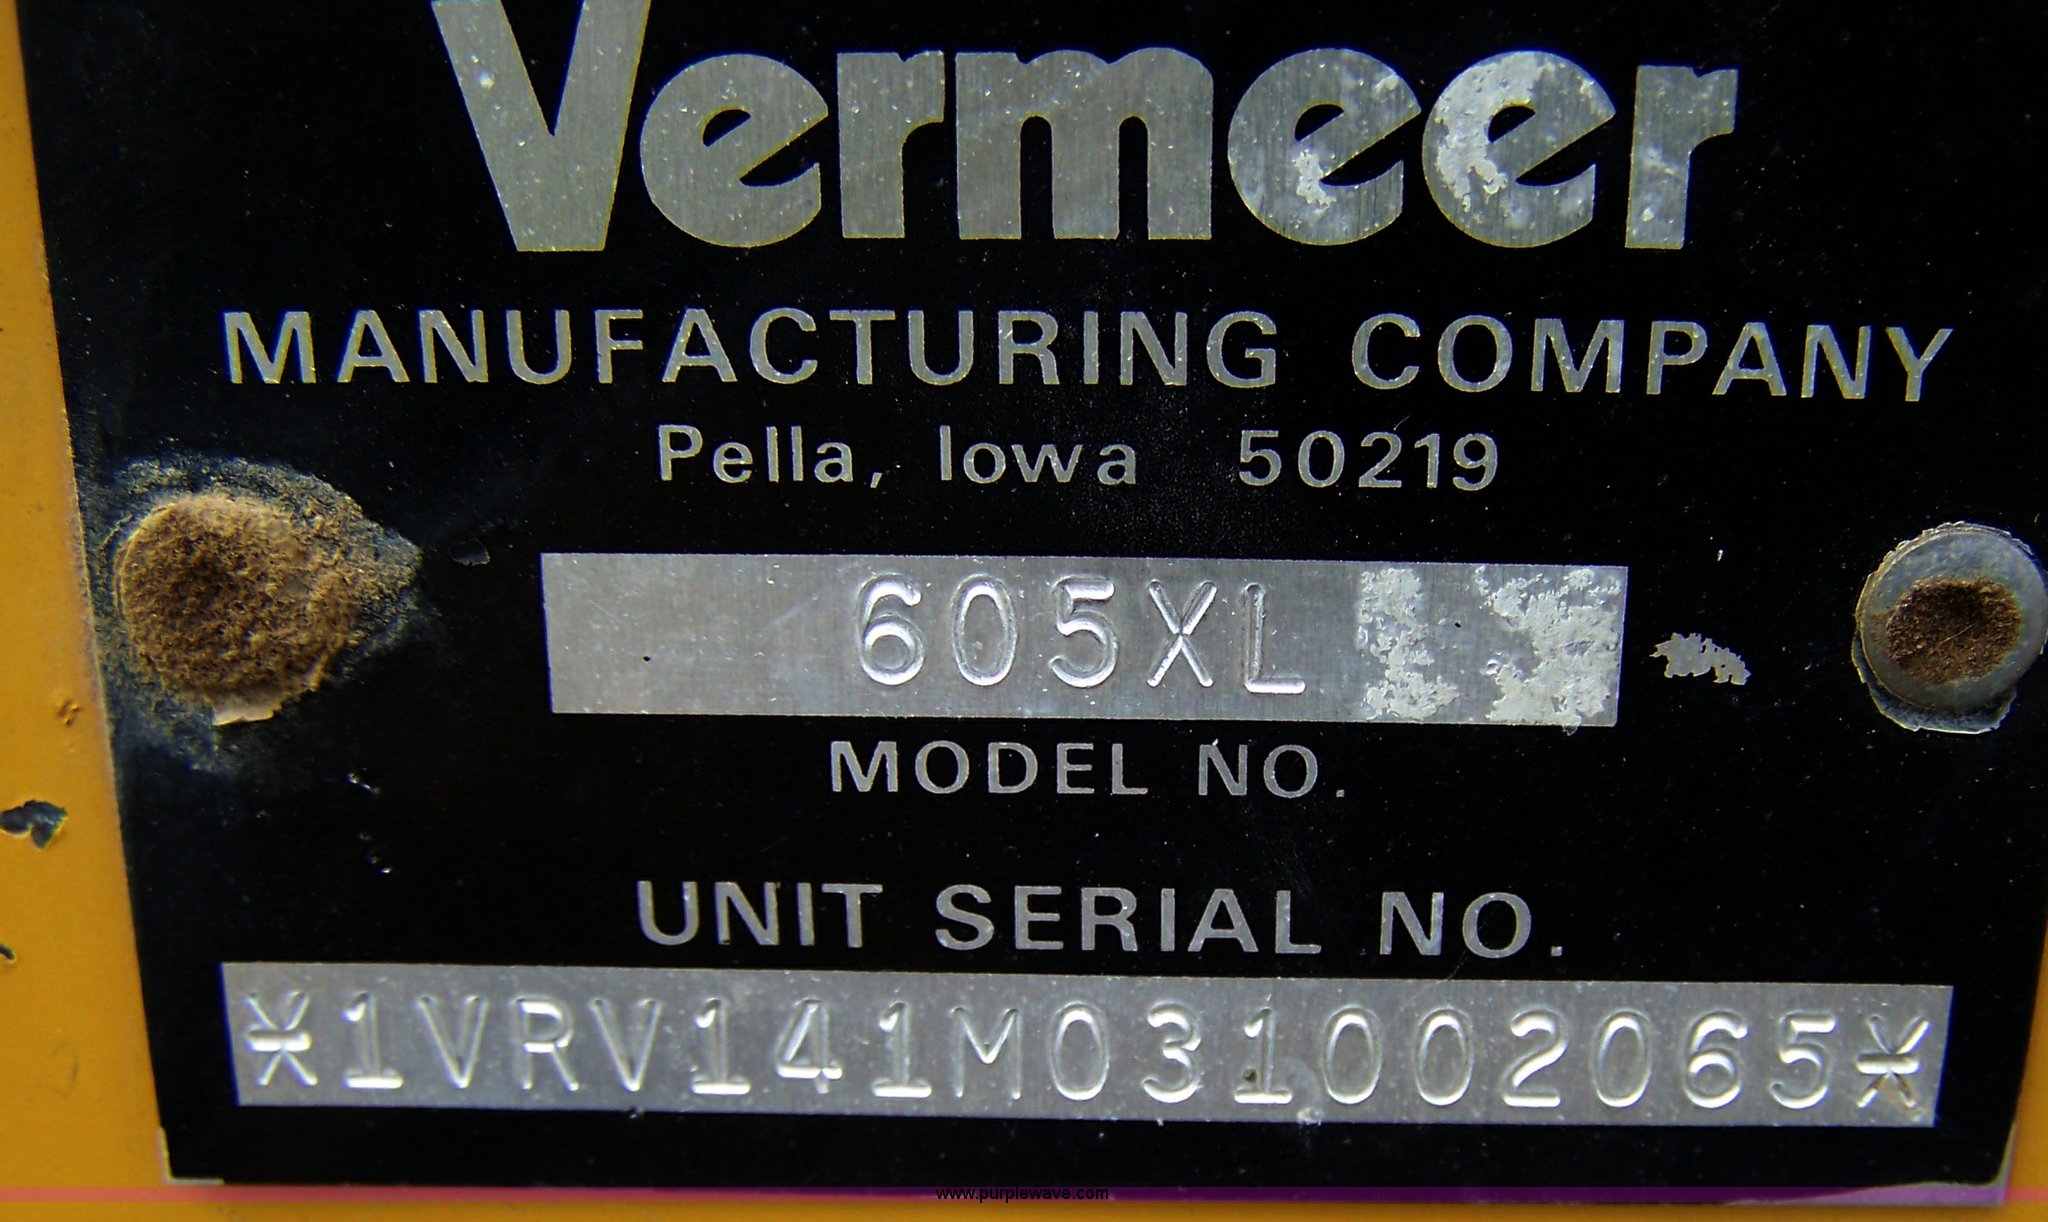 Vermeer
MANUFACTURING COMPANY
Pella, Iowa 50219
605XL
MODEL NO.
UNIT SERIAL NO.
*1VRV141M031002065*
www.purplewave.com